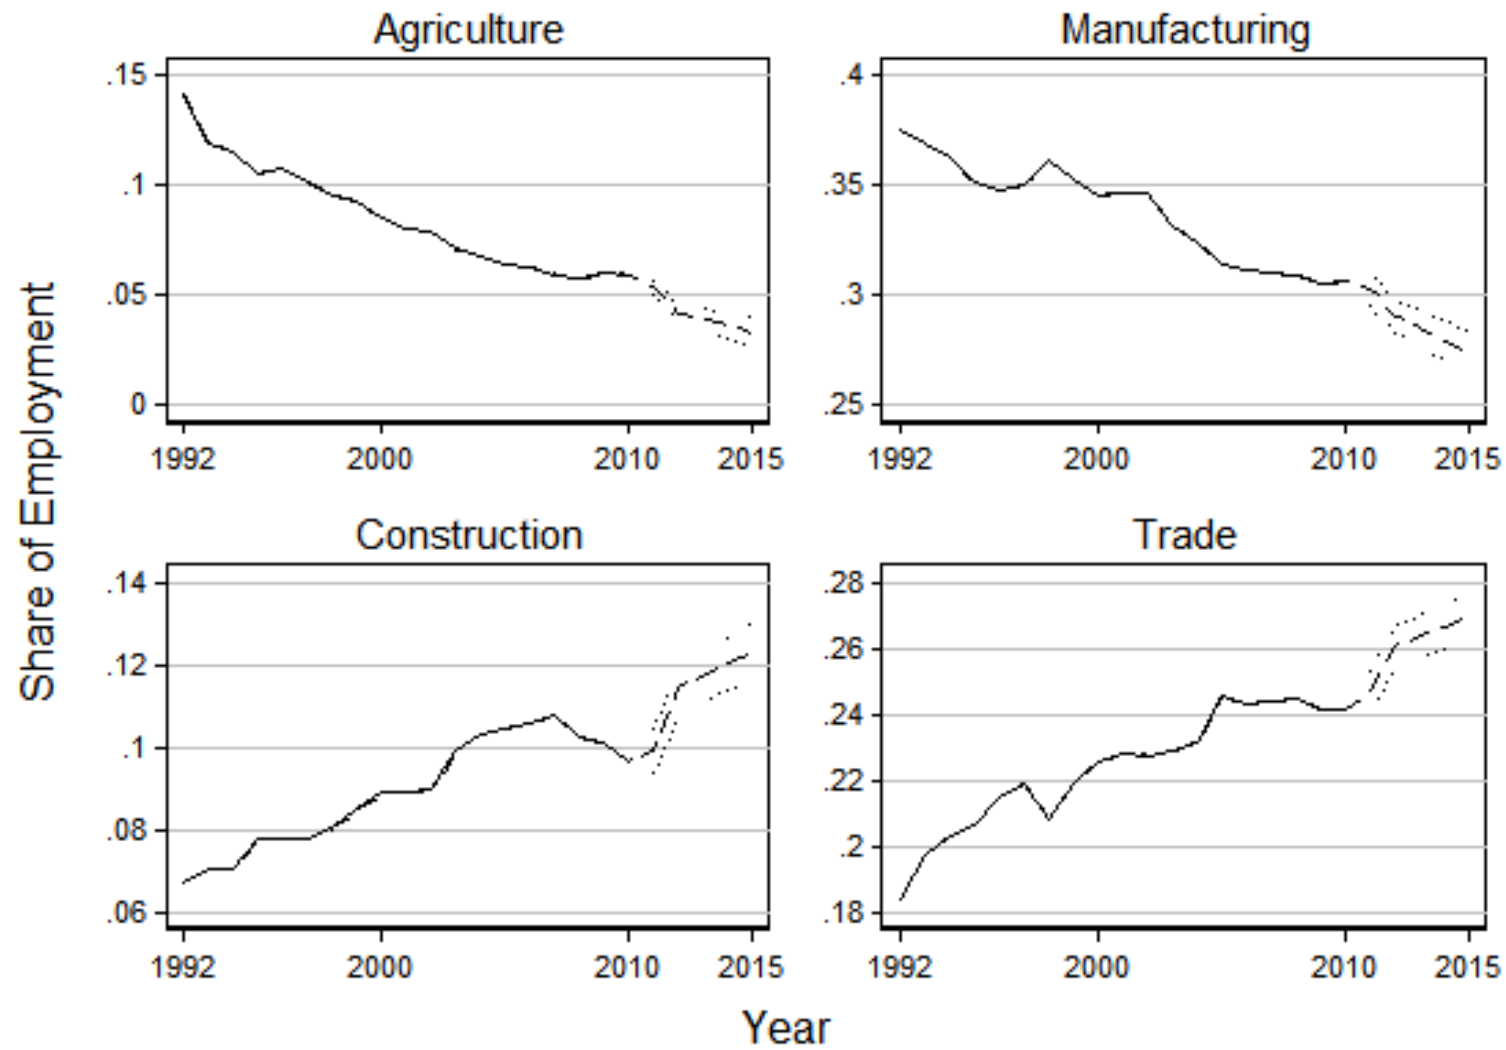 Agriculture
Manufacturing
.15
.1
.05
0
1992 2000 2010 2015
.4
.35
.3
.25
1992 2000 2010 2015
Share of Employment
Construction
Trade
.14
.12
.1
.08
.06
1992 2000 2010 2015
.28
.26
.24
.22
.2
.18
1992 2000 2010 2015
Year